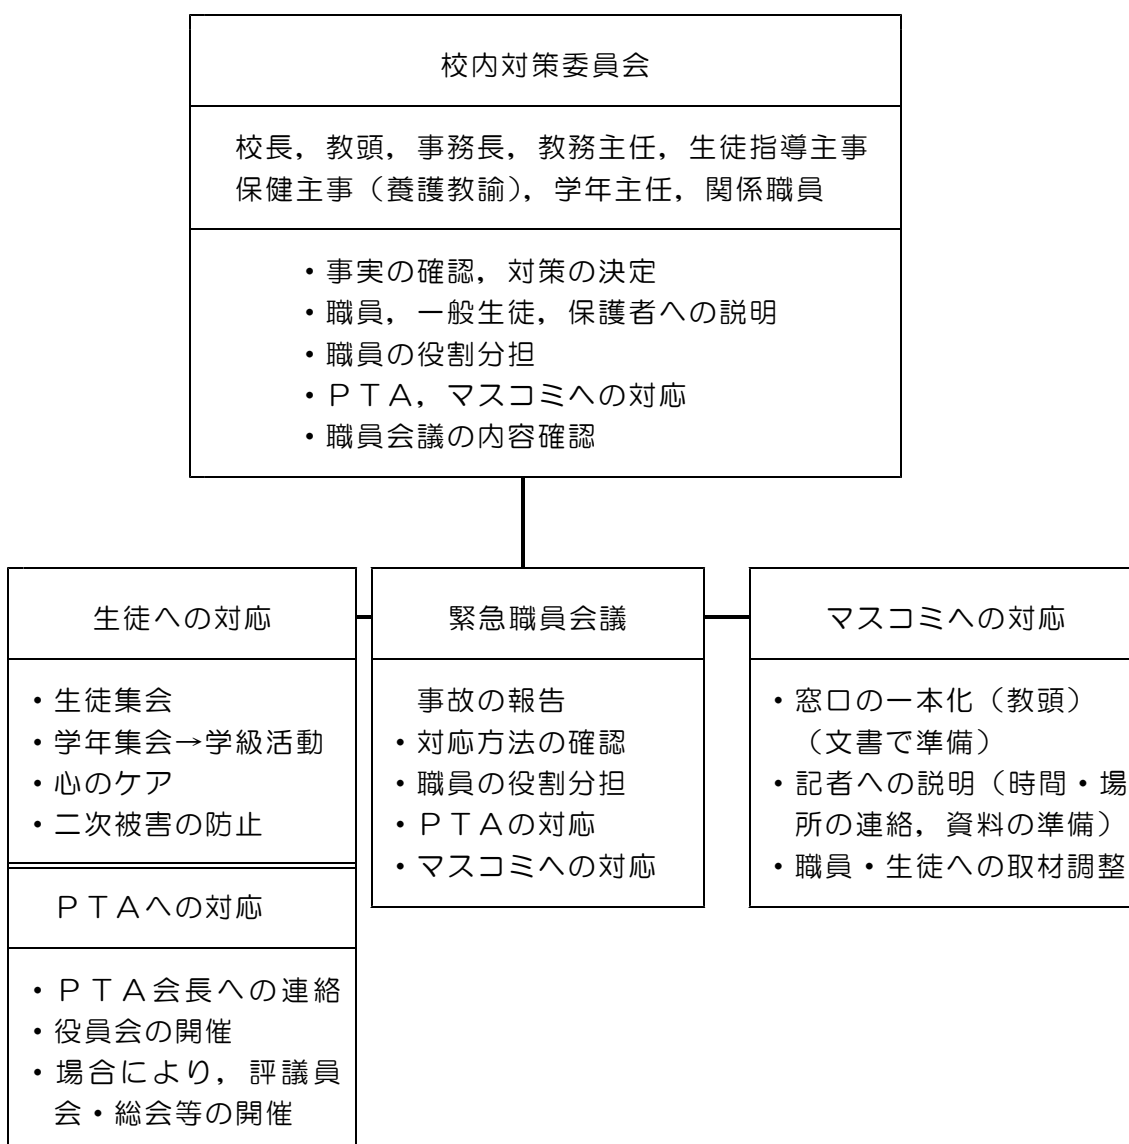 校内対策委員会
校長，教頭，事務長，教務主任，生徒指導主事
保健主事（養護教諭），学年主任，関係職員
・事実の確認，対策の決定
・職員，一般生徒，保護者への説明
・職員の役割分担
・ＰＴＡ，マスコミへの対応
・職員会議の内容確認
生徒への対応
・生徒集会
・学年集会→学級活動
・心のケア
・二次被害の防止
ＰＴＡへの対応
・ＰＴＡ会長への連絡
・役員会の開催
・場合により，評議員
会・総会等の開催
緊急職員会議
事故の報告
・対応方法の確認
・職員の役割分担
・ＰＴＡの対応
・マスコミへの対応
マスコミへの対応
・窓口の一本化（教頭）
（文書で準備）
・記者への説明（時間・場
所の連絡，資料の準備）
・職員・生徒への取材調整